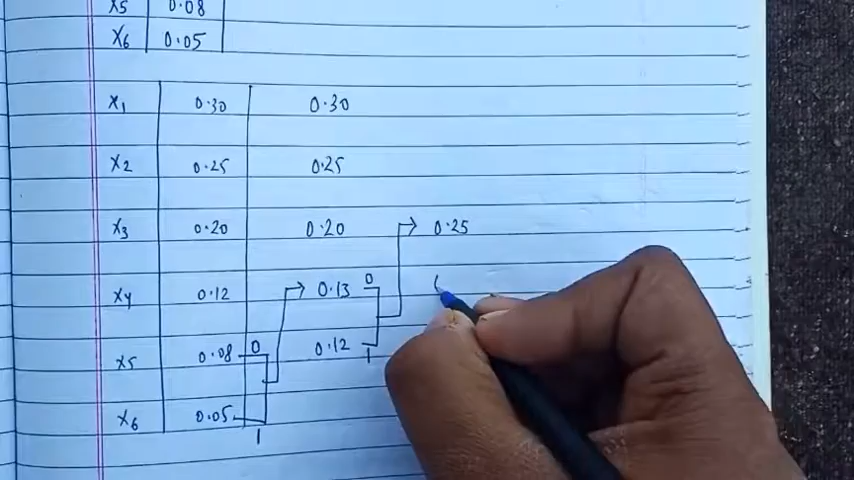 X5 0.08
X6 0.05
X1 0.30 0.30
X2 0.25 0.25
X3 0.20 0.20 0.25
X4 0.12 0.13 0
X5 0.08 0 0.12 1
X6 0.05 1